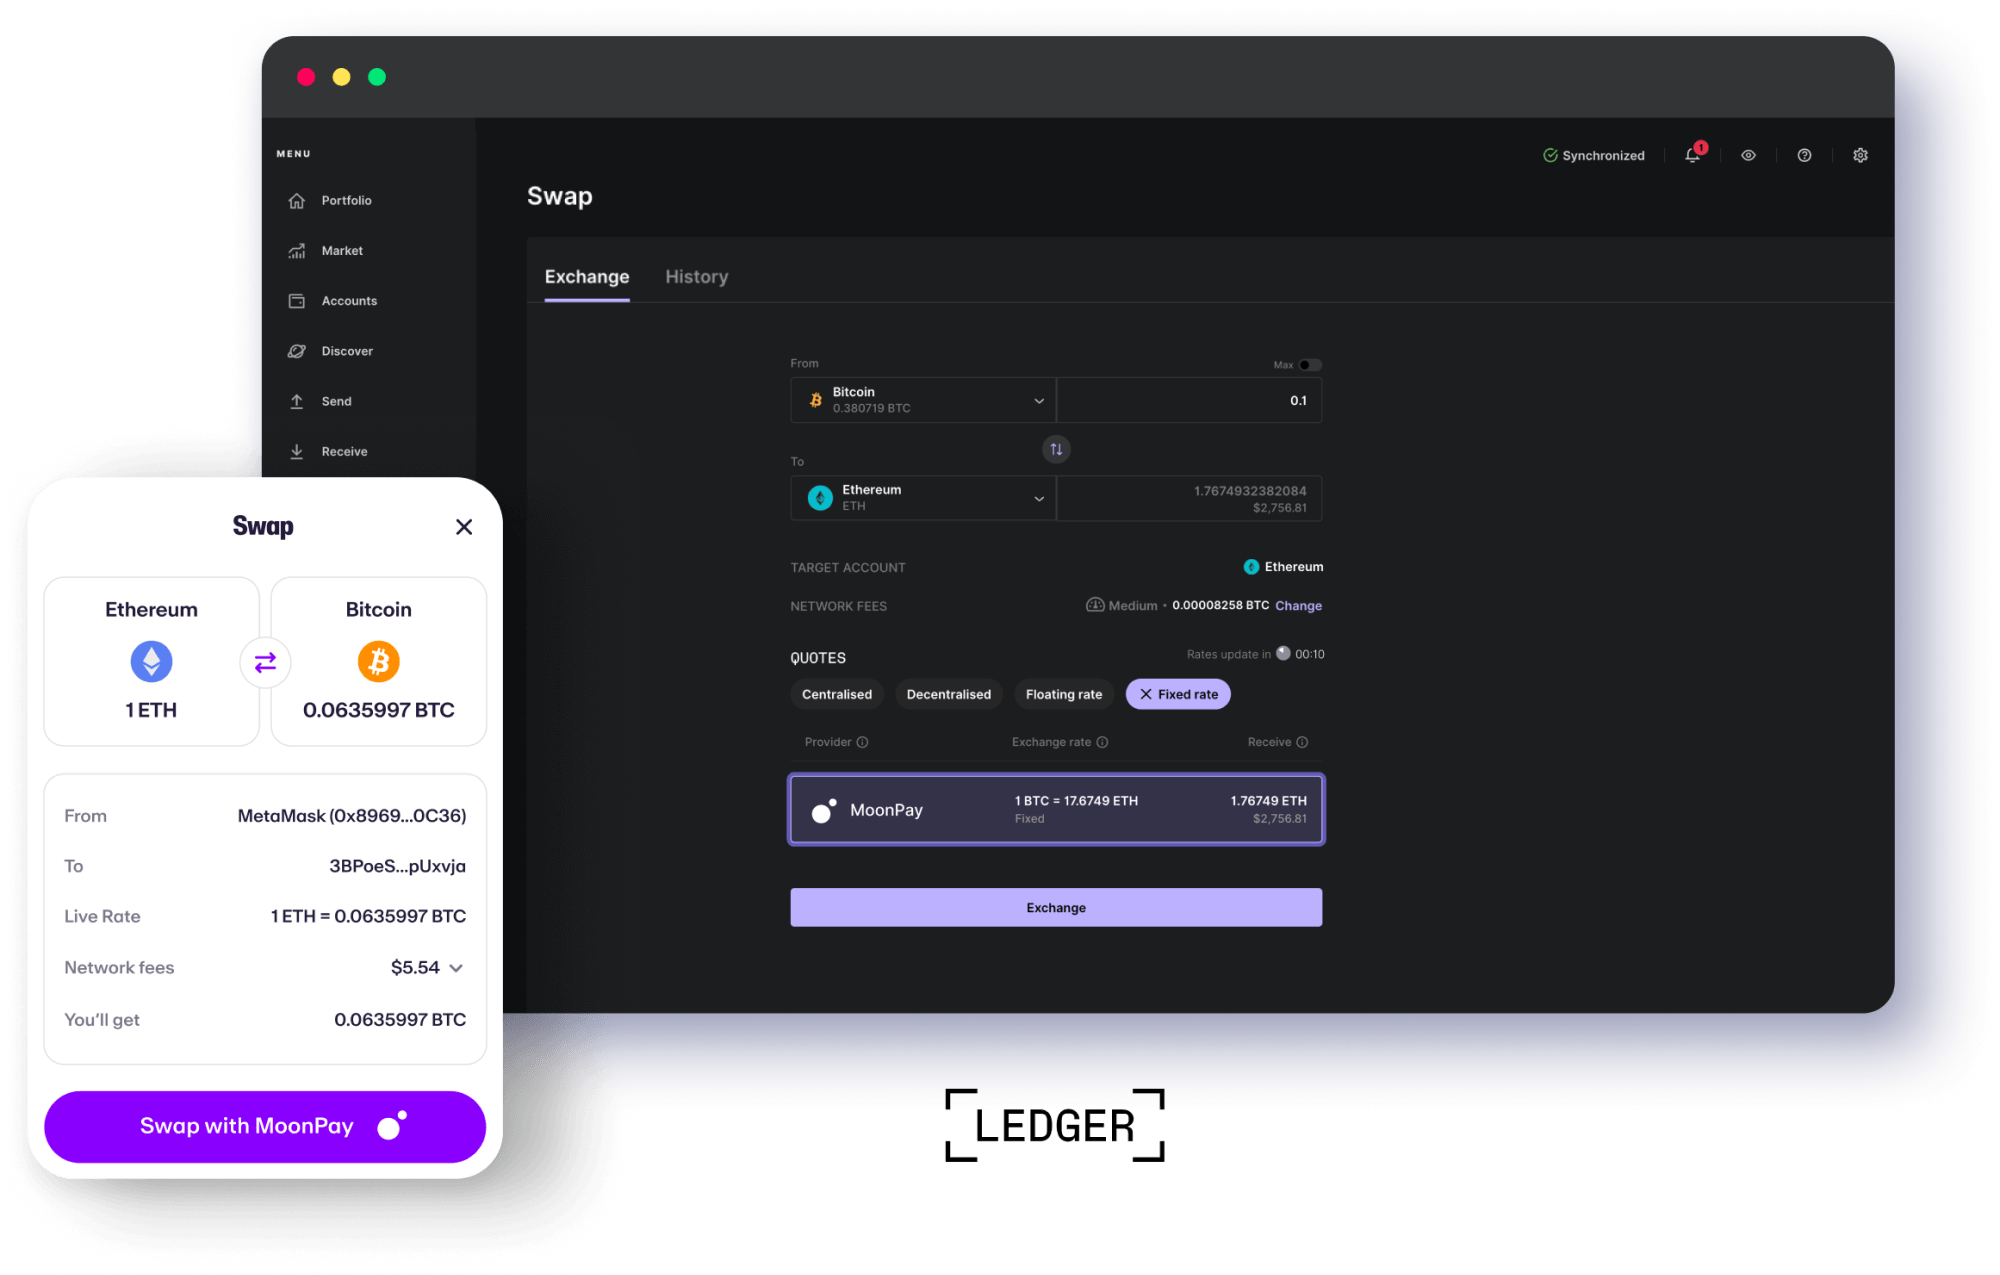 MENU
Portfolio
Market
Accounts
Discover
Send
Receive
Synchronized
1
Swap
Exchange History
From Max
Bitcoin
0.380719 BTC
0.1
To
Ethereum
ETH
1.7674932382084
$2,756.81
TARGET ACCOUNT Ethereum
NETWORK FEES Medium • 0.00008258 BTC Change
QUOTES Rates update in 00:10
Centralised Decentralised Floating rate Fixed rate
Provider Exchange rate Receive
MoonPay
1 BTC = 17.6749 ETH
Fixed
1.76749 ETH
$2,756.81
Exchange
Swap
Ethereum
1 ETH
Bitcoin
0.0635997 BTC
From MetaMask (0x8969...0C36)
To 3BPoeS...pUxvja
Live Rate 1 ETH = 0.0635997 BTC
Network fees $5.54
You'll get 0.0635997 BTC
Swap with MoonPay
LEDGER